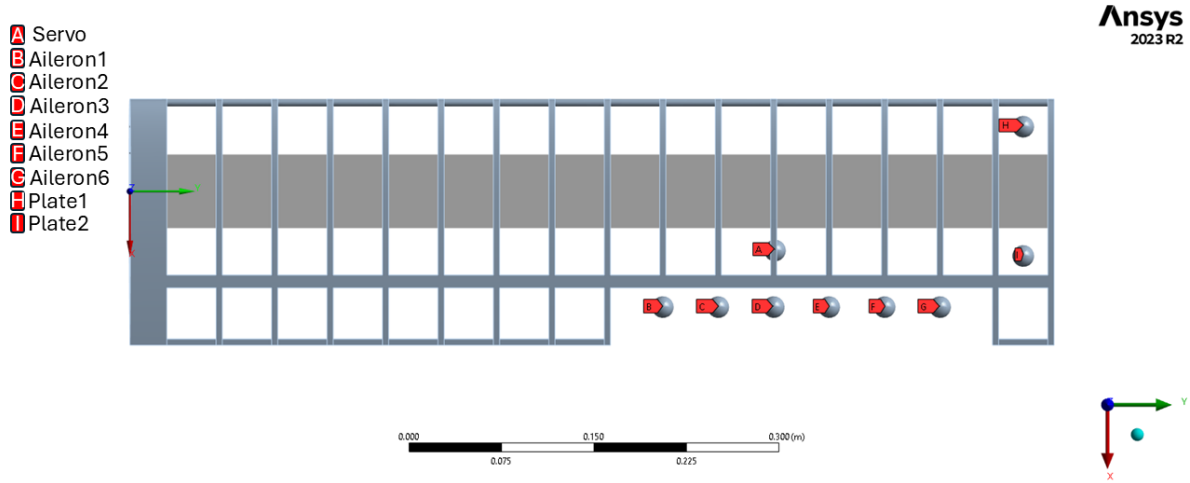 Ansys
2023 R2
A Servo
B Aileron1
C Aileron2
D Aileron3
E Aileron4
F Aileron5
G Aileron6
H Plate1
I Plate2
H
Z
X
A
I
B C D E F G
0.000 0.150 0.300 (m)
0.075 0.225
Y
X